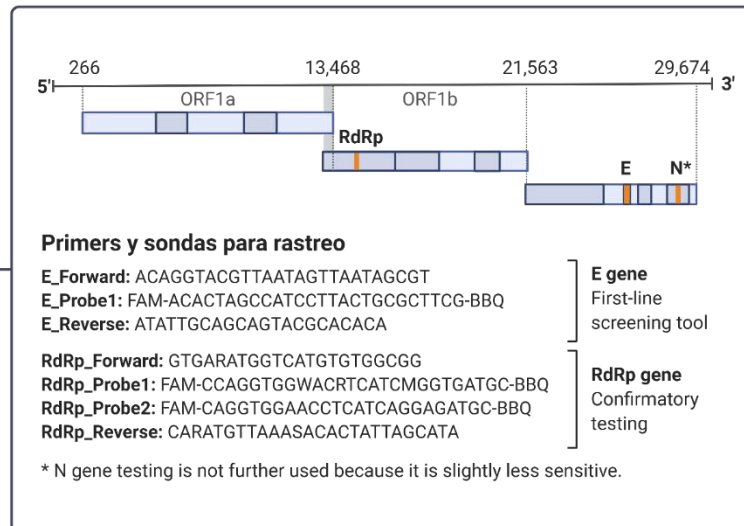 266 13,468 21,563 29,674
5' 3'
ORF1a ORF1b
RdRp
E N*
Primers y sondas para rastreo
E_Forward: ACAGGTACGTTAATAGTTAATAGCGT
E_Probe1: FAM-ACACTAGCCATCCTTACTGCGCTTCG-BBQ
E_Reverse: ATATTGCAGCAGTACGCACACA
E gene
First-line
screening tool
RdRp_Forward: GTGARATGGTCATGTGTGGCGG
RdRp_Probe1: FAM-CCAGGTGGWACRTCATCMGGTGATGC-BBQ
RdRp_Probe2: FAM-CAGGTGGAACCTCATCAGGAGATGC-BBQ
RdRp_Reverse: CARATGTTAAASACACTATTAGCATA
RdRp gene
Confirmatory
testing
* N gene testing is not further used because it is slightly less sensitive.